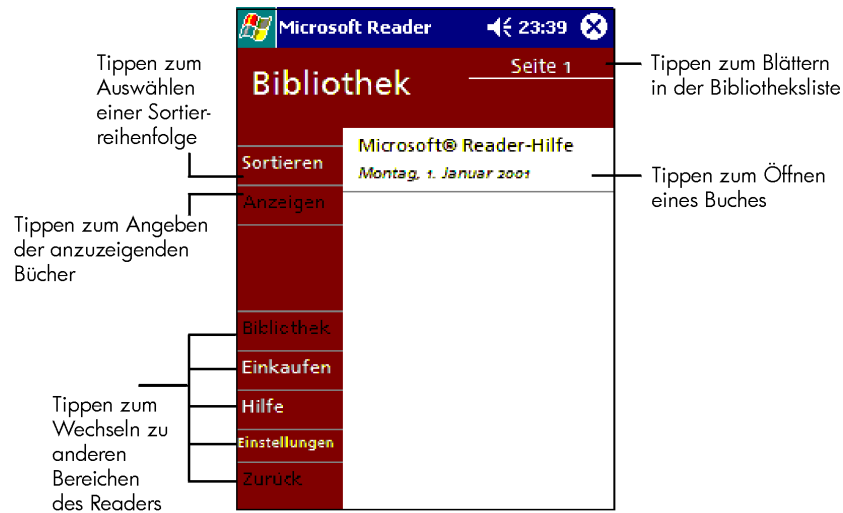 Microsoft Reader 23:39
Bibliothek
Seite 1
Microsoft® Reader-Hilfe
Montag, 1. Januar 2001
Sortieren
Anzeigen
Bibliothek
Einkaufen
Hilfe
Einstellungen
Zurück
Tippen zum
Auswählen
einer Sortier-
reihenfolge
Tippen zum Angeben
der anzuzeigenden
Bücher
Tippen zum
Wechseln zu
anderen
Bereichen
des Readers
Tippen zum Blättern
in der Bibliotheksliste
Tippen zum Öffnen
eines Buches